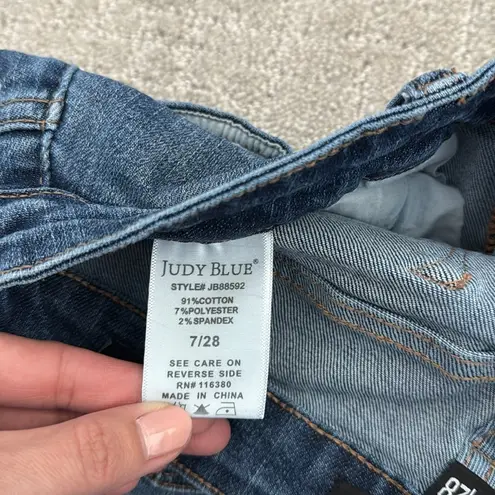 JUDY BLUE®
STYLE# JB88592
91%COTTON
7%POLYESTER
2%SPANDEX
7/28
SEE CARE ON
REVERSE SIDE
RN# 116380
MADE IN CHINA